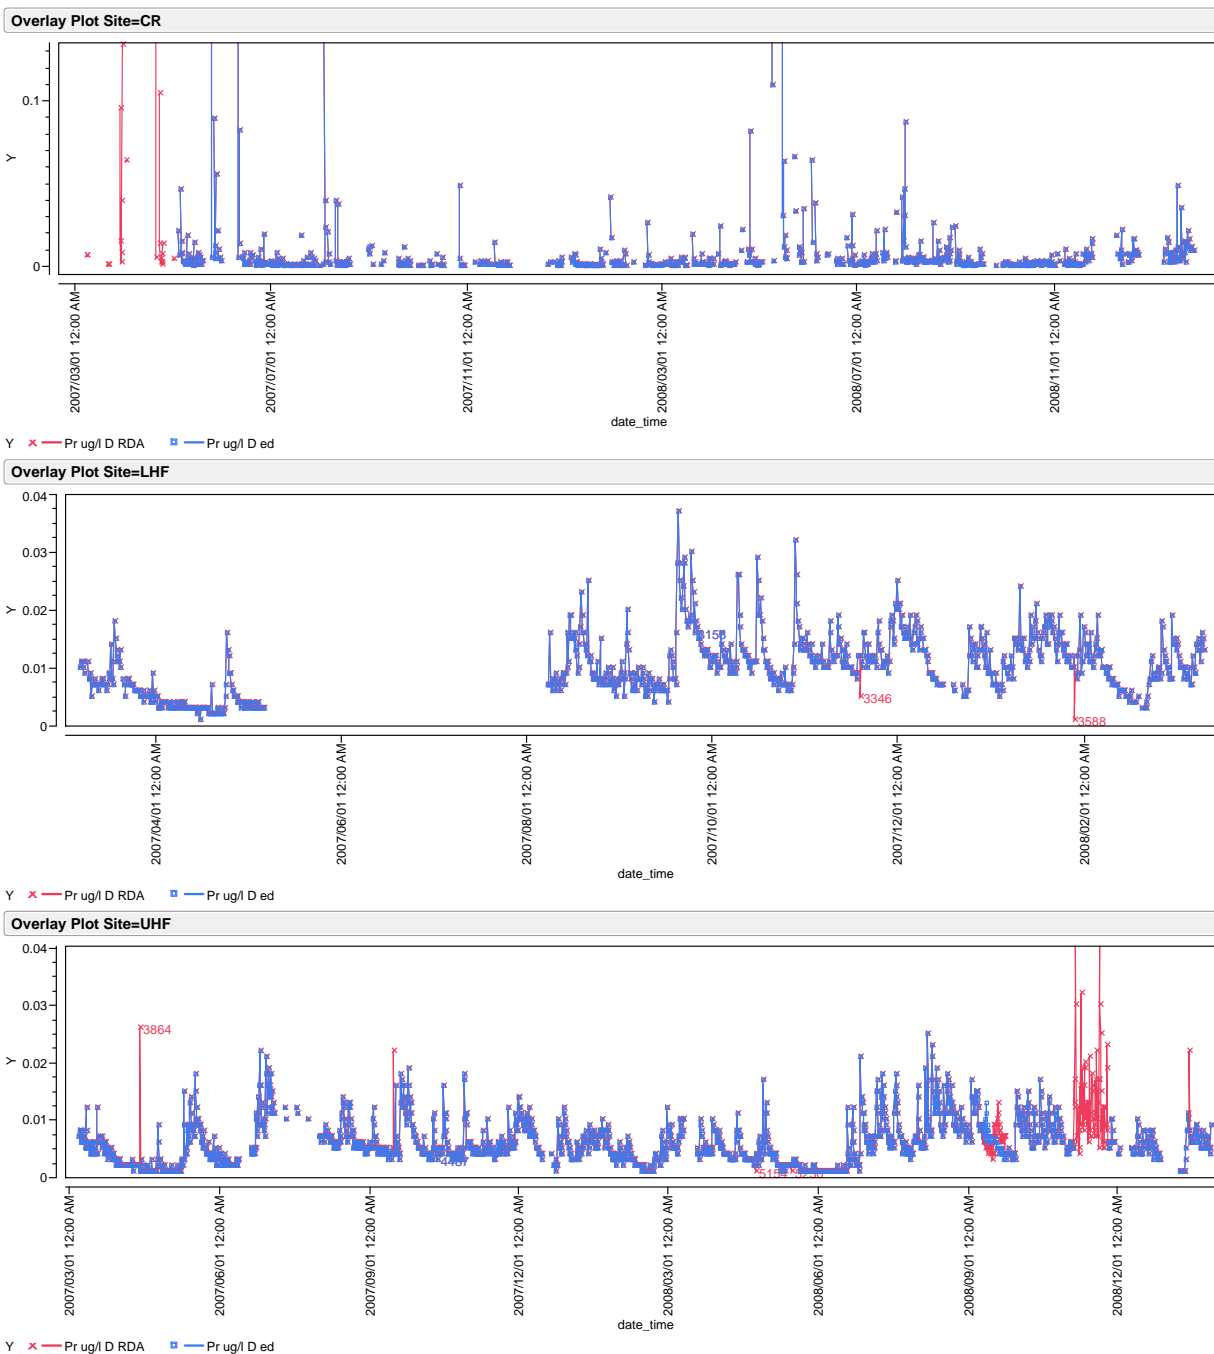 Overlay Plot Site=CR
0.1
0
Y
2007/03/01 12:00 AM
2007/07/01 12:00 AM
2007/11/01 12:00 AM
2008/03/01 12:00 AM
2008/07/01 12:00 AM
2008/11/01 12:00 AM
date_time
Y Pr ug/l D RDA Pr ug/l D ed
Overlay Plot Site=LHF
0.04
0.03
0.02
0.01
0
Y
3346
3588
2007/04/01 12:00 AM
2007/06/01 12:00 AM
2007/08/01 12:00 AM
2007/10/01 12:00 AM
2007/12/01 12:00 AM
2008/02/01 12:00 AM
date_time
Y Pr ug/l D RDA Pr ug/l D ed
Overlay Plot Site=UHF
0.04
0.03
0.02
0.01
0
Y
3864
2007/03/01 12:00 AM
2007/06/01 12:00 AM
2007/09/01 12:00 AM
2007/12/01 12:00 AM
2008/03/01 12:00 AM
2008/06/01 12:00 AM
2008/09/01 12:00 AM
2008/12/01 12:00 AM
date_time
Y Pr ug/l D RDA Pr ug/l D ed